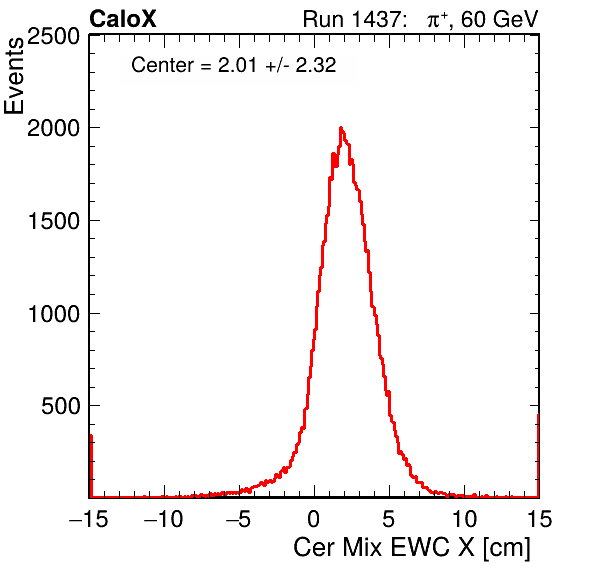 CaloX Run 1437: π⁺, 60 GeV
Events
Center = 2.01 +/- 2.32
2500
2000
1500
1000
500
−15 −10 −5 0 5 10 15
Cer Mix EWC X [cm]